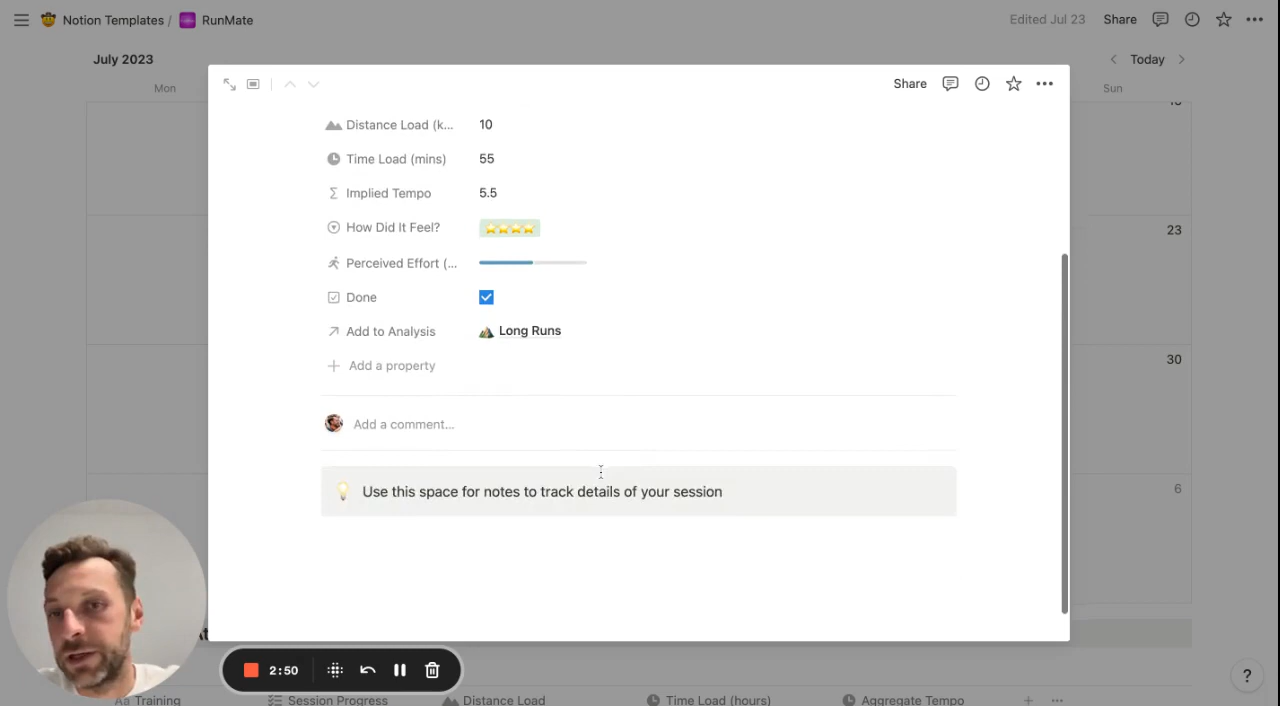 Notion Templates / RunMate
Edited Jul 23 Share
July 2023
Today
Mon
Sun
Share
Distance Load (k... 10
Time Load (mins) 55
23
Implied Tempo 5.5
How Did It Feel?
Perceived Effort (...
Done
Add to Analysis Long Runs
30
Add a property
Add a comment...
Use this space for notes to track details of your session
6
2:50
?
Aa Training Session Progress Distance Load Time Load (hours) Aggregate Tempo